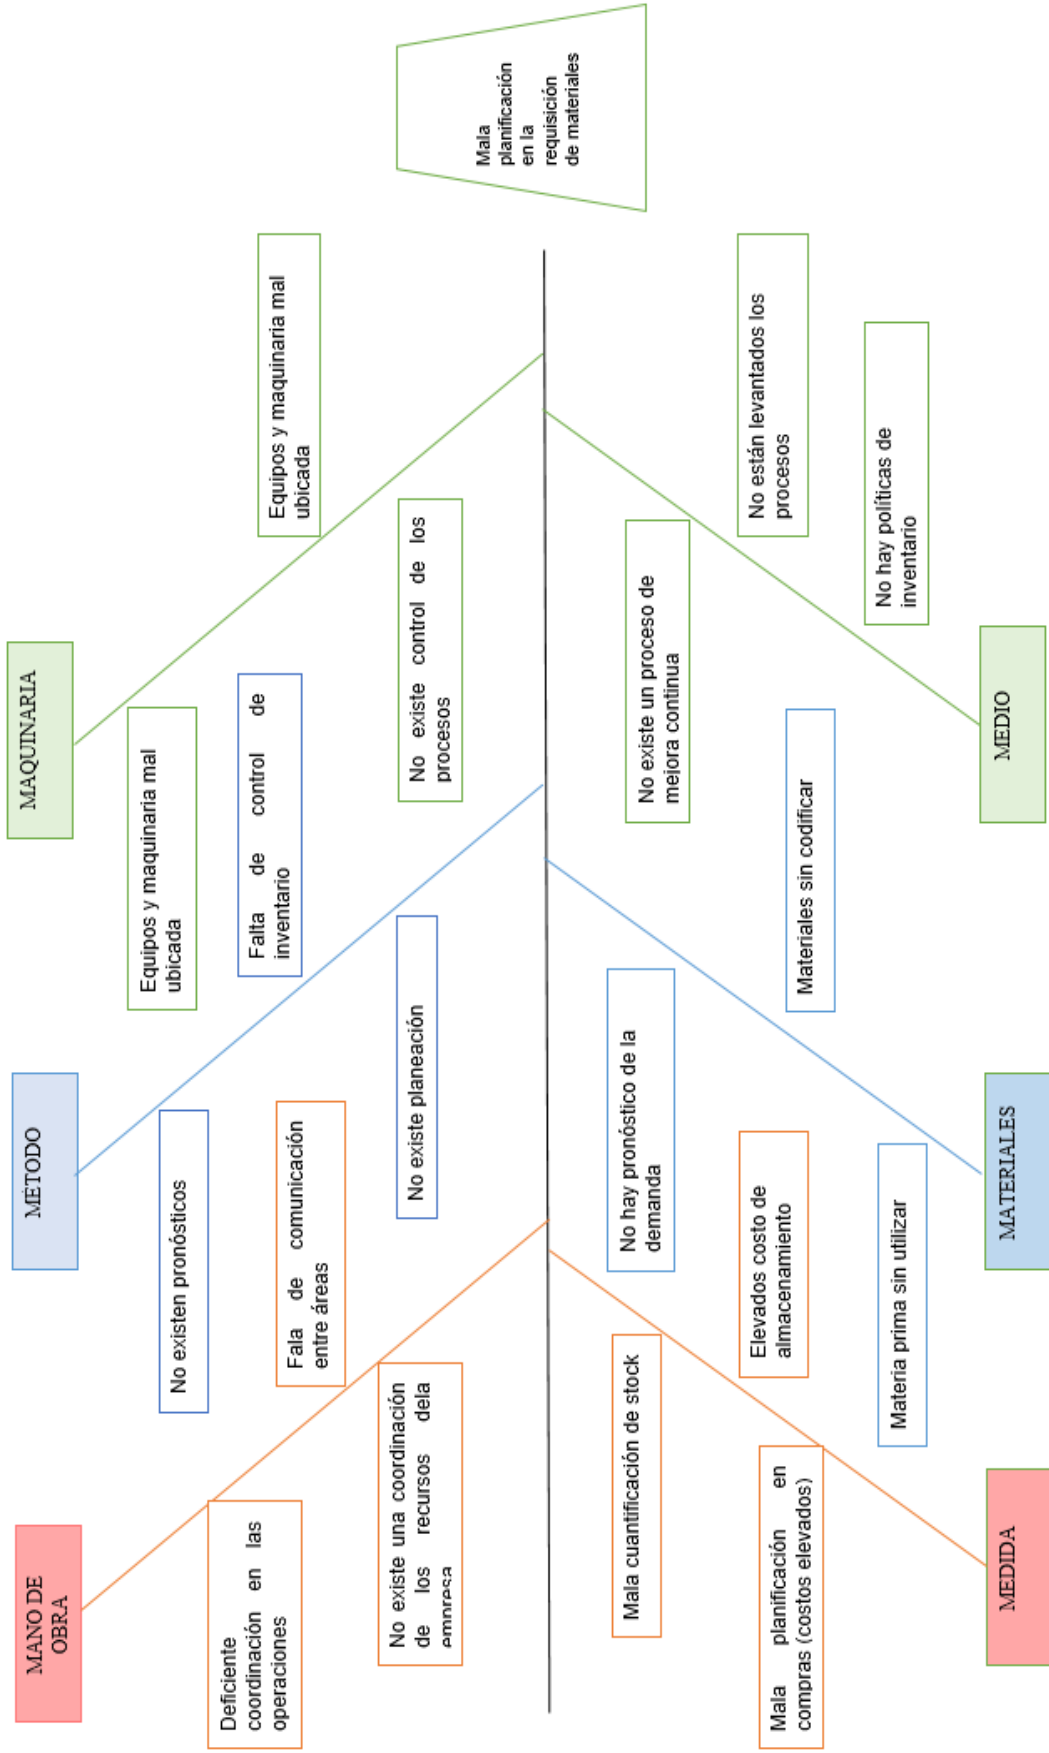 MANO DE
OBRA
MÉTODO
MAQUINARIA
Deficiente
coordinación en las
operaciones
Fala de comunicación
entre áreas
No existe una coordinación
de los recursos dela
empresa
No existen pronósticos
Falta de control de
inventario
No existe planeación
Equipos y maquinaria mal
ubicada
Equipos y maquinaria mal
ubicada
No existe control de los
procesos
Mala
planificación
en la
requisición
de materiales
Mala cuantificación de stock
Elevados costo de
almacenamiento
Mala planificación en
compras (costos elevados)
No hay pronóstico de la
demanda
Materiales sin codificar
Materia prima sin utilizar
No existe un proceso de
mejora continua
No están levantados los
procesos
No hay políticas de
inventario
MEDIDA
MATERIALES
MEDIO